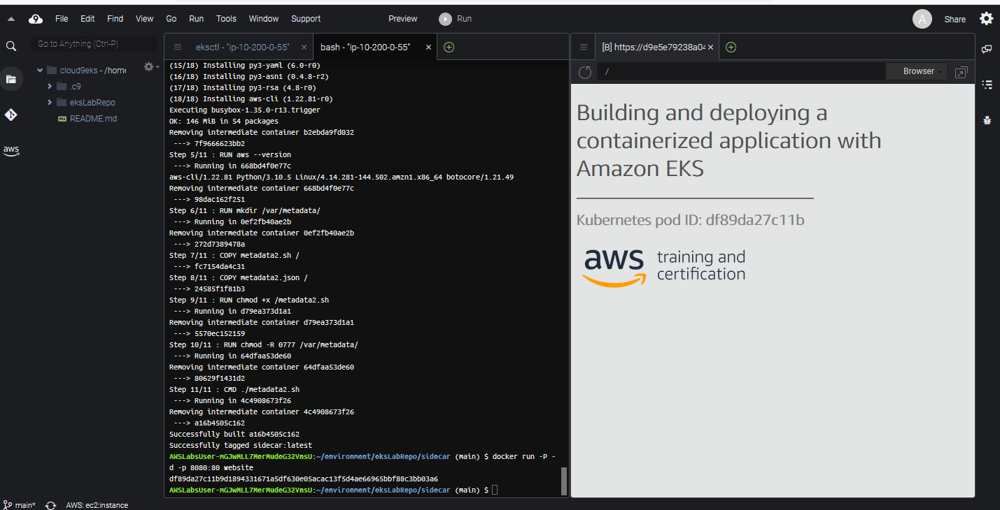 File Edit Find View Go Run Tools Window Support Preview Run A Share
Go to Anything (Ctrl-P)
cloud9eks - /home
.c9
eksLabRepo
README.md
aws
eksctl - "ip-10-200-0-55" × bash - "ip-10-200-0-55" ×
(15/18) Installing py3-yaml (6.0-r0)
(16/18) Installing py3-asn1 (0.4.8-r2)
(17/18) Installing py3-rsa (4.8-r0)
(18/18) Installing aws-cli (1.22.81-r0)
Executing busybox-1.35.0-r13.trigger
OK: 146 MiB in 54 packages
Removing intermediate container b2ebda9fd032
---> 7f9666623bb2
Step 5/11 : RUN aws --version
---> Running in 668bd4f0e77c
aws-cli/1.22.81 Python/3.10.5 Linux/4.14.281-144.502.amzn1.x86_64 botocore/1.21.49
Removing intermediate container 668bd4f0e77c
---> 98dac162f251
Step 6/11 : RUN mkdir /var/metadata/
---> Running in 0ef2fb40ae2b
Removing intermediate container 0ef2fb40ae2b
---> 272d7389478a
Step 7/11 : COPY metadata2.sh /
---> fc7154da4c31
Step 8/11 : COPY metadata2.json /
---> 24585f1f81b3
Step 9/11 : RUN chmod +x /metadata2.sh
---> Running in d79ea373d1a1
Removing intermediate container d79ea373d1a1
---> 5570ec152159
Step 10/11 : RUN chmod -R 0777 /var/metadata/
---> Running in 64dfaa53de60
Removing intermediate container 64dfaa53de60
---> 80629f1431d2
Step 11/11 : CMD ./metadata2.sh
---> Running in 4c4908673f26
Removing intermediate container 4c4908673f26
---> a16b4505c162
Successfully built a16b4505c162
Successfully tagged sidecar:latest
AWSLabsUser-mGJwMLL7MerMudeG32VnsU:~/environment/eksLabRepo/sidecar (main) $ docker run -P -
d -p 8080:80 website
df89da27c11b9d1894331671a5df630e05acac13f5d4ae66965bbf88c3bb03a6
AWSLabsUser-mGJwMLL7MerMudeG32VnsU:~/environment/eksLabRepo/sidecar (main) $
[B] https://d9e5e79238a04 ×
/ Browser
Building and deploying a
containerized application with
Amazon EKS
Kubernetes pod ID: df89da27c11b
aws training and
certification
main* AWS: ec2:instance